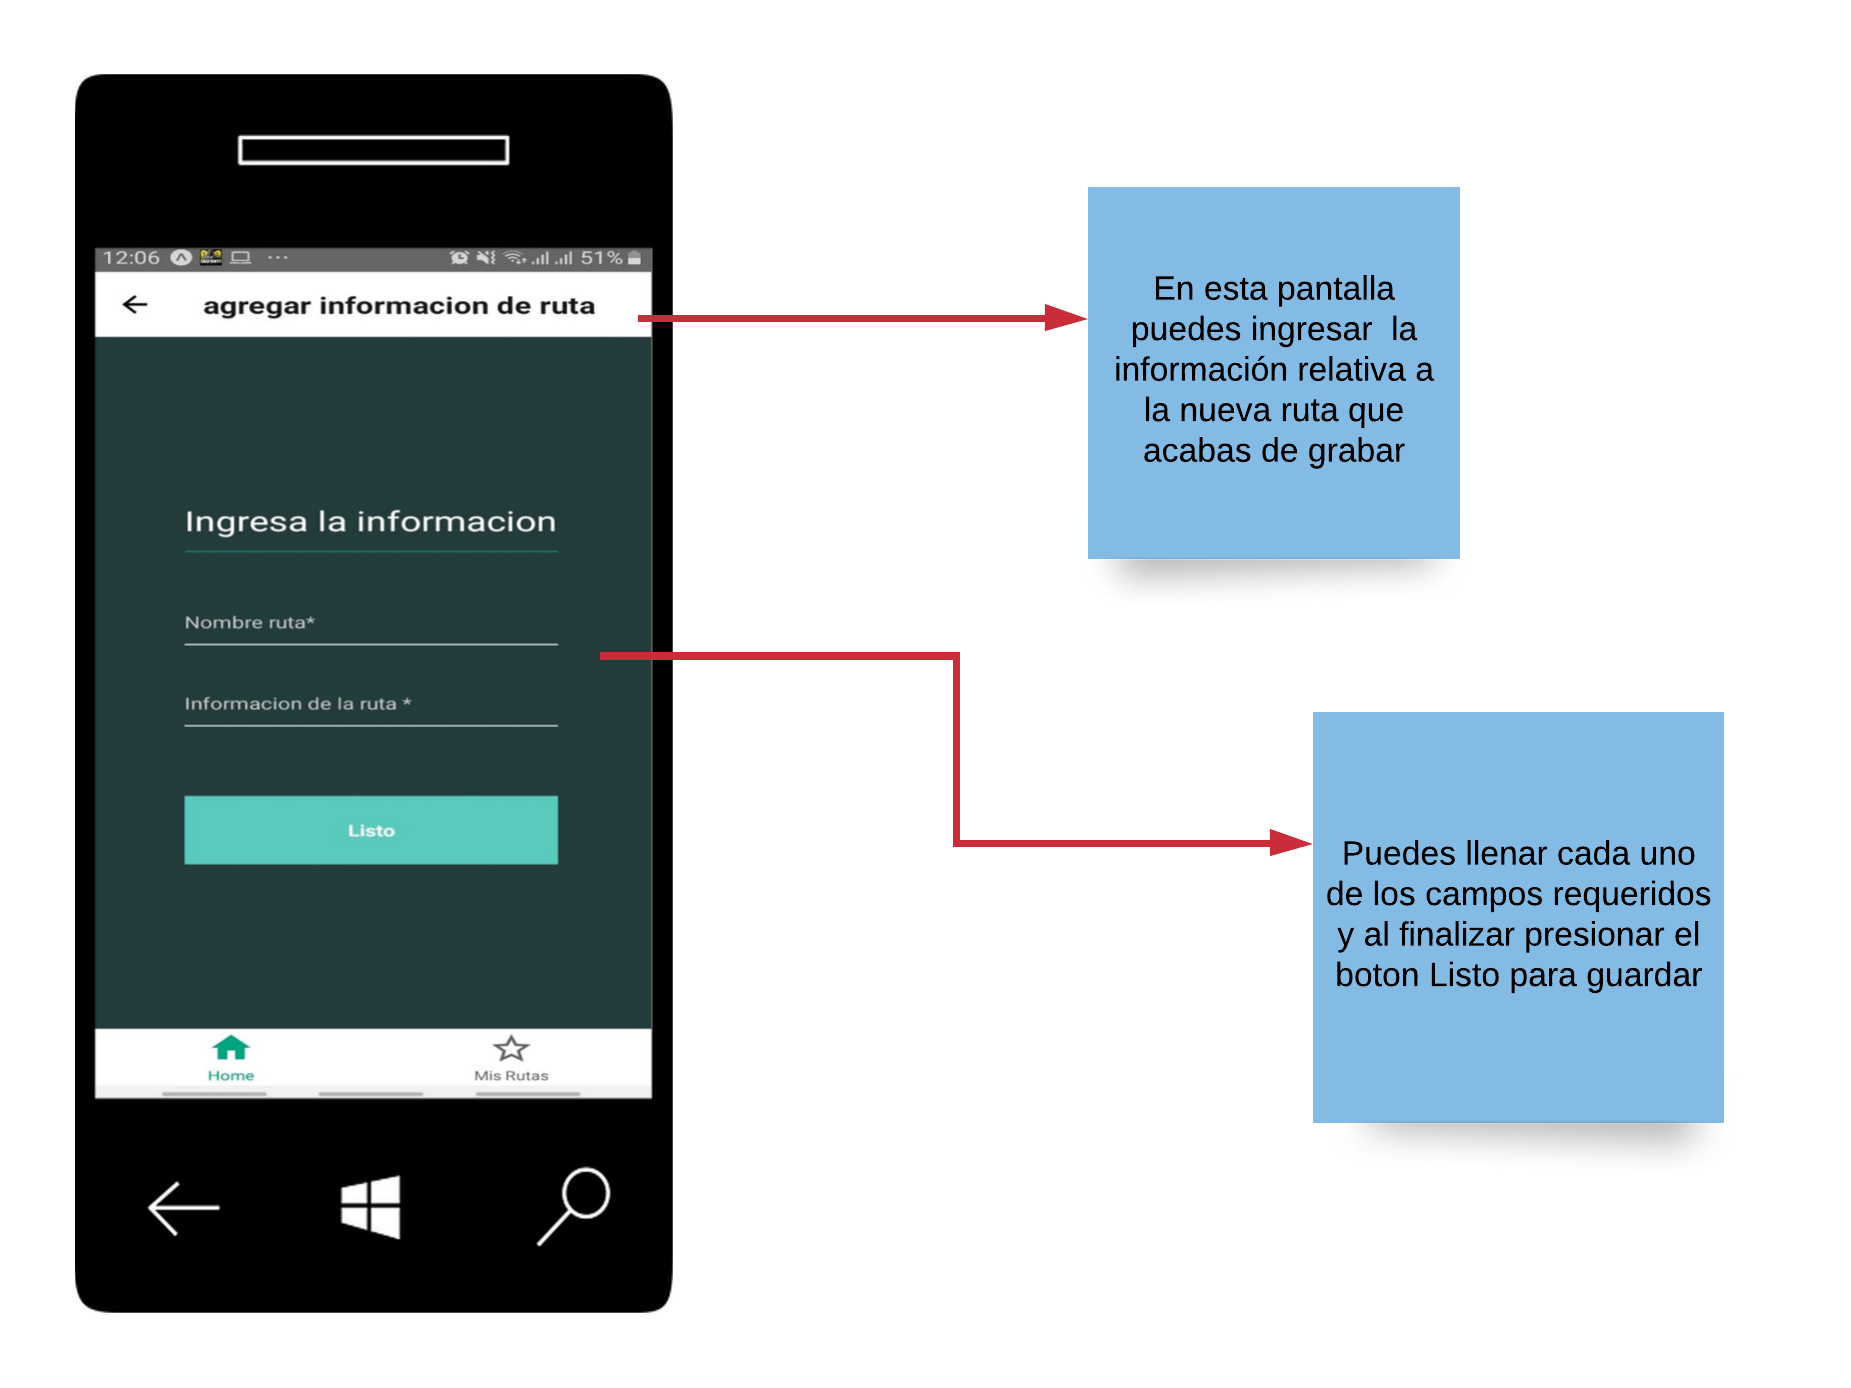 12:06
51%
agregar informacion de ruta
Ingresa la informacion
Nombre ruta*
Informacion de la ruta *
Listo
Home
Mis Rutas
En esta pantalla
puedes ingresar la
información relativa a
la nueva ruta que
acabas de grabar
Puedes llenar cada uno
de los campos requeridos
y al finalizar presionar el
boton Listo para guardar